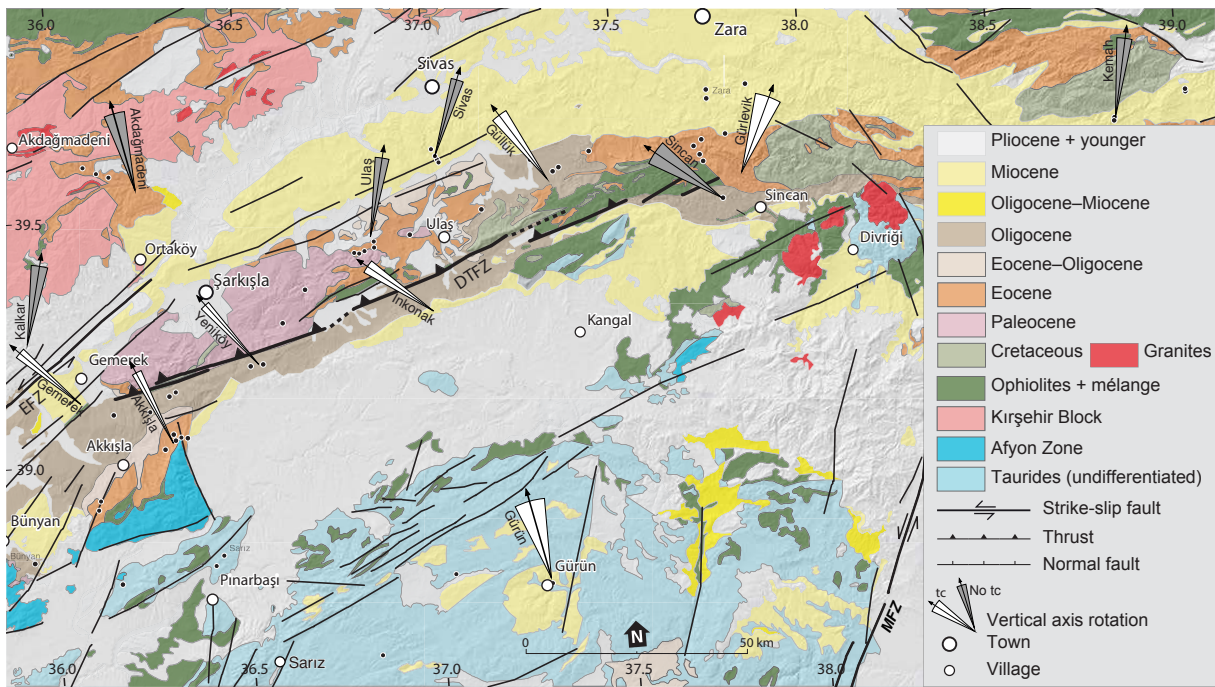 36.0
36.5
37.0
37.5
38.0
38.5
39.0
Zara
Sivas
Kemah
Zara
Sivas
Gürlevik
Akdağmadeni
Akdağmadeni
Güllük
Sincan
Ulaş
Sincan
39.5
Ulaş
Ortaköy
Divriği
DTFZ
Şarkışla
Inkonak
Kalkar
Yeniköy
Kangal
Gemerek
Gemerek
EFZ
Akkışla
Akkışla
39.0
Bünyan
Gürün
Bünyan
Sarız
Gürün
Pınarbaşı
MFZ
N
0
50 km
Sarız
36.0
36.5
37.0
37.5
38.0
Pliocene + younger
Miocene
Oligocene–Miocene
Oligocene
Eocene–Oligocene
Eocene
Paleocene
Cretaceous
Granites
Ophiolites + mélange
Kırşehir Block
Afyon Zone
Taurides (undifferentiated)
Strike-slip fault
Thrust
Normal fault
tc
No tc
Vertical axis rotation
Town
Village